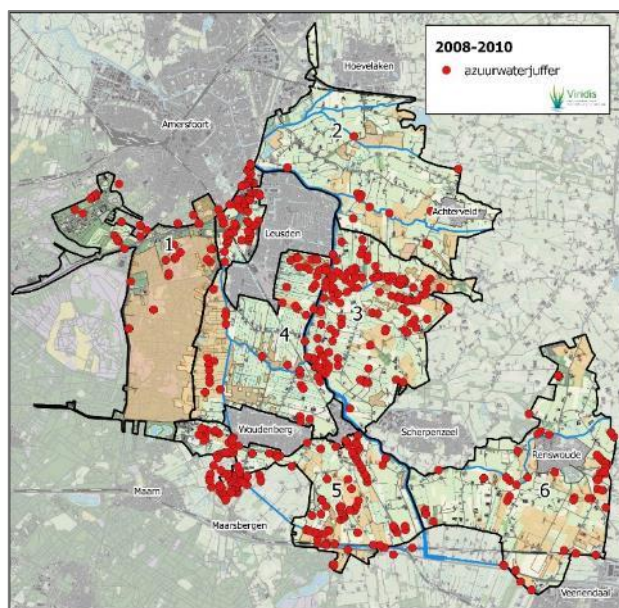 2008-2010
azuurwaterjuffer
Viridis
Hoevelaken
Amersfoort
2
Achterveld
Leusden
1
3
4
Woudenberg
Scherpenzeel
Renswoude
Maarn
5
6
Maarsbergen
Veenendaal